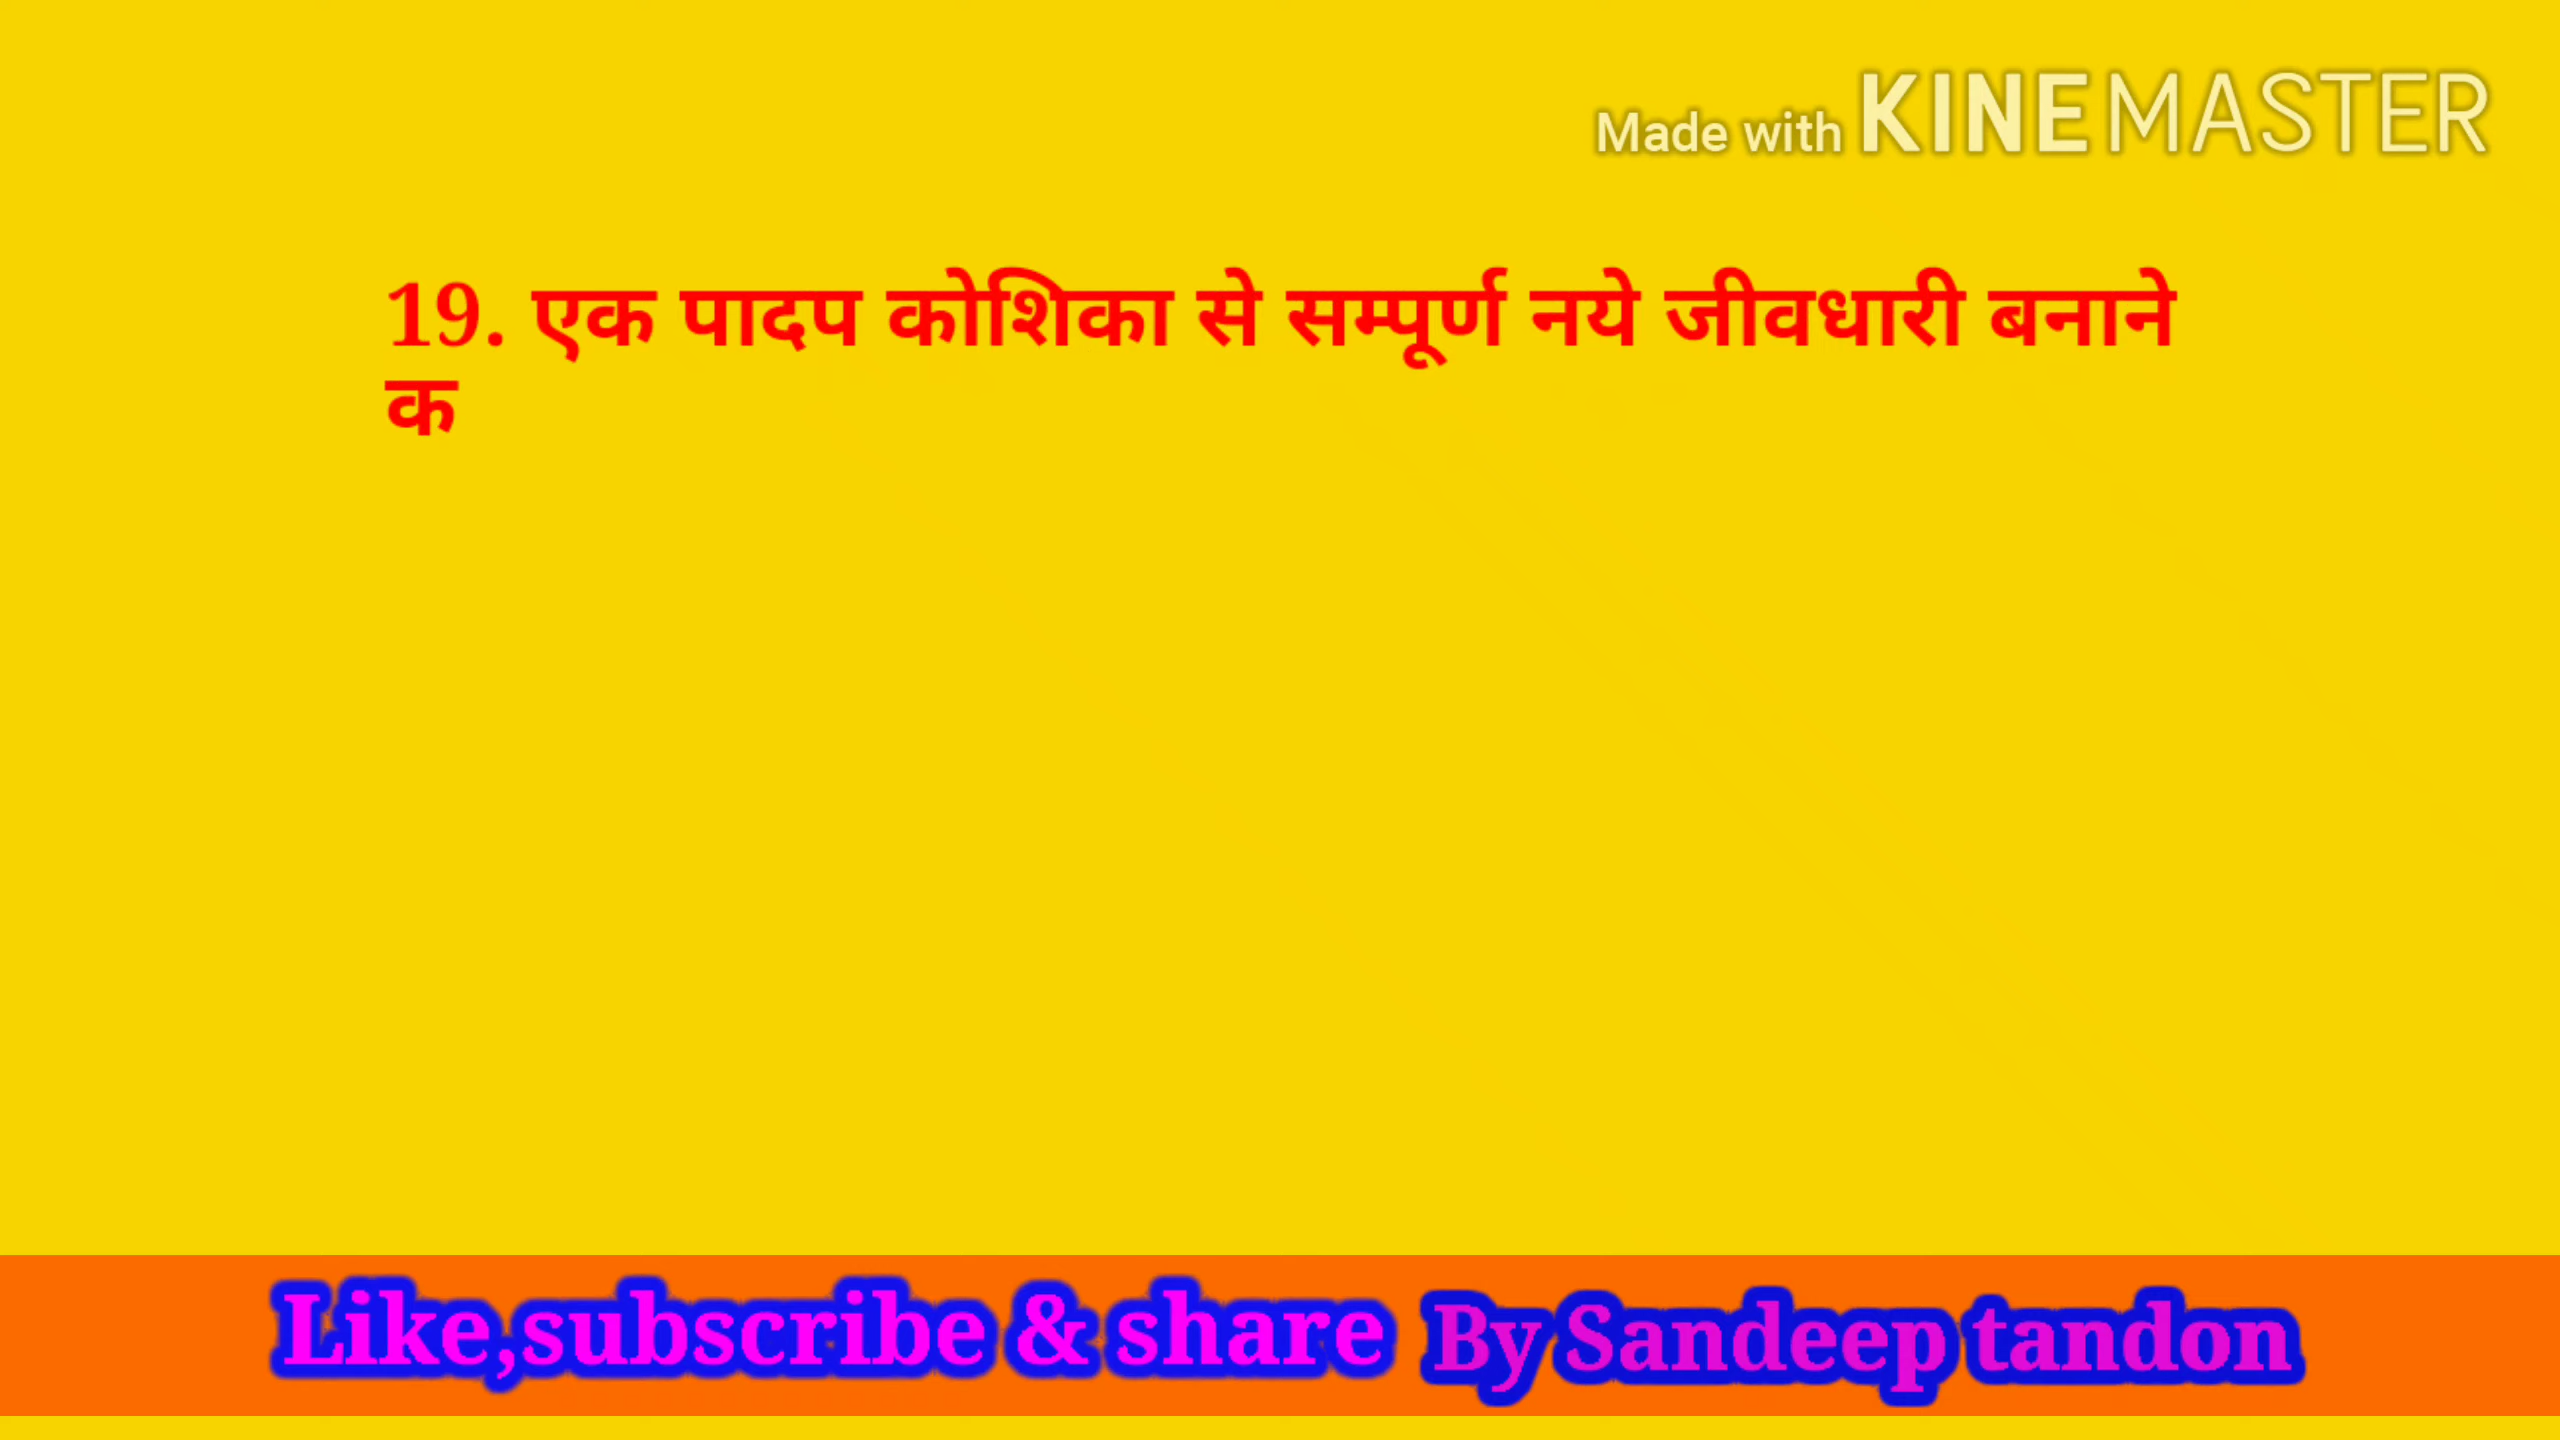 Made with KINEMASTER
19. एक पादप कोशिका से सम्पूर्ण नये जीवधारी बनाने
क
Like,subscribe & share By Sandeep tandon